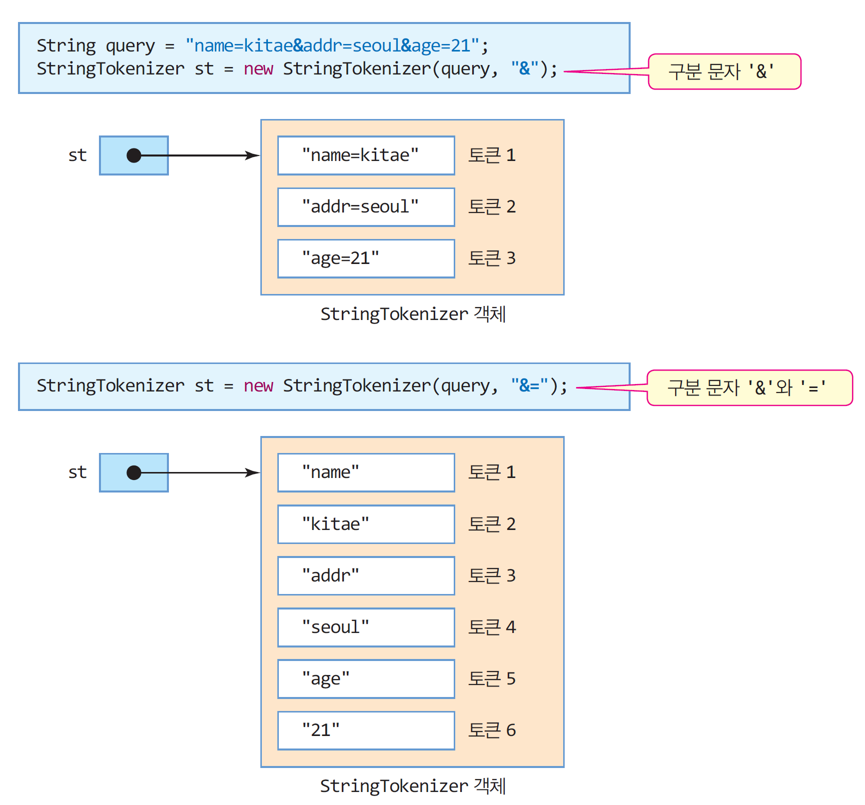 String query = "name=kitae&addr=seoul&age=21";
StringTokenizer st = new StringTokenizer(query, "&");
구분 문자 '&'
st
"name=kitae" 토큰 1
"addr=seoul" 토큰 2
"age=21" 토큰 3
StringTokenizer 객체
StringTokenizer st = new StringTokenizer(query, "&=");
구분 문자 '&'와 '='
st
"name" 토큰 1
"kitae" 토큰 2
"addr" 토큰 3
"seoul" 토큰 4
"age" 토큰 5
"21" 토큰 6
StringTokenizer 객체